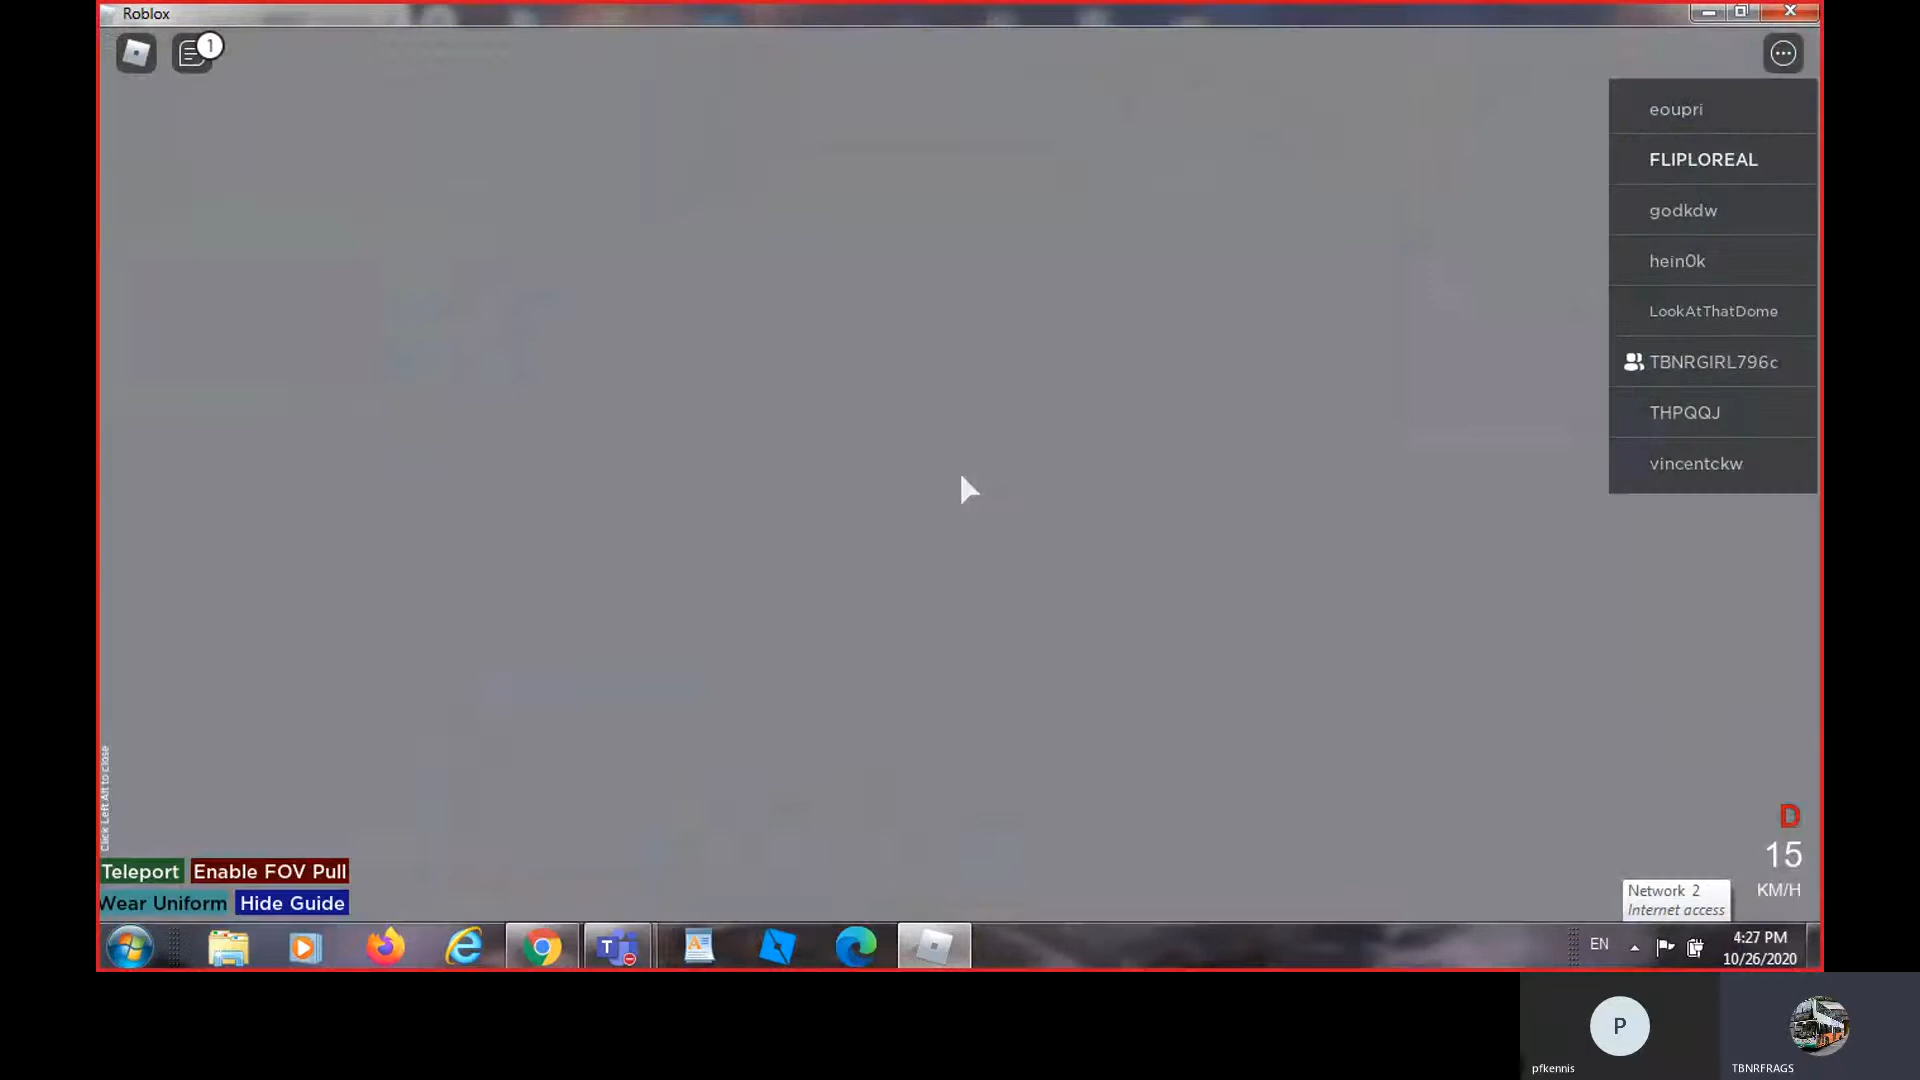 Roblox
1
eoupri
FLIPLOREAL
godkdw
hein0k
LookAtThatDome
TBNRGIRL796c
THPQQJ
vincentckw
Click Left Alt to close
D
15
KM/H
Teleport
Enable FOV Pull
Wear Uniform
Hide Guide
Network 2
Internet access
EN
4:27 PM
10/26/2020
P
pfkennis
TBNRFRAGS